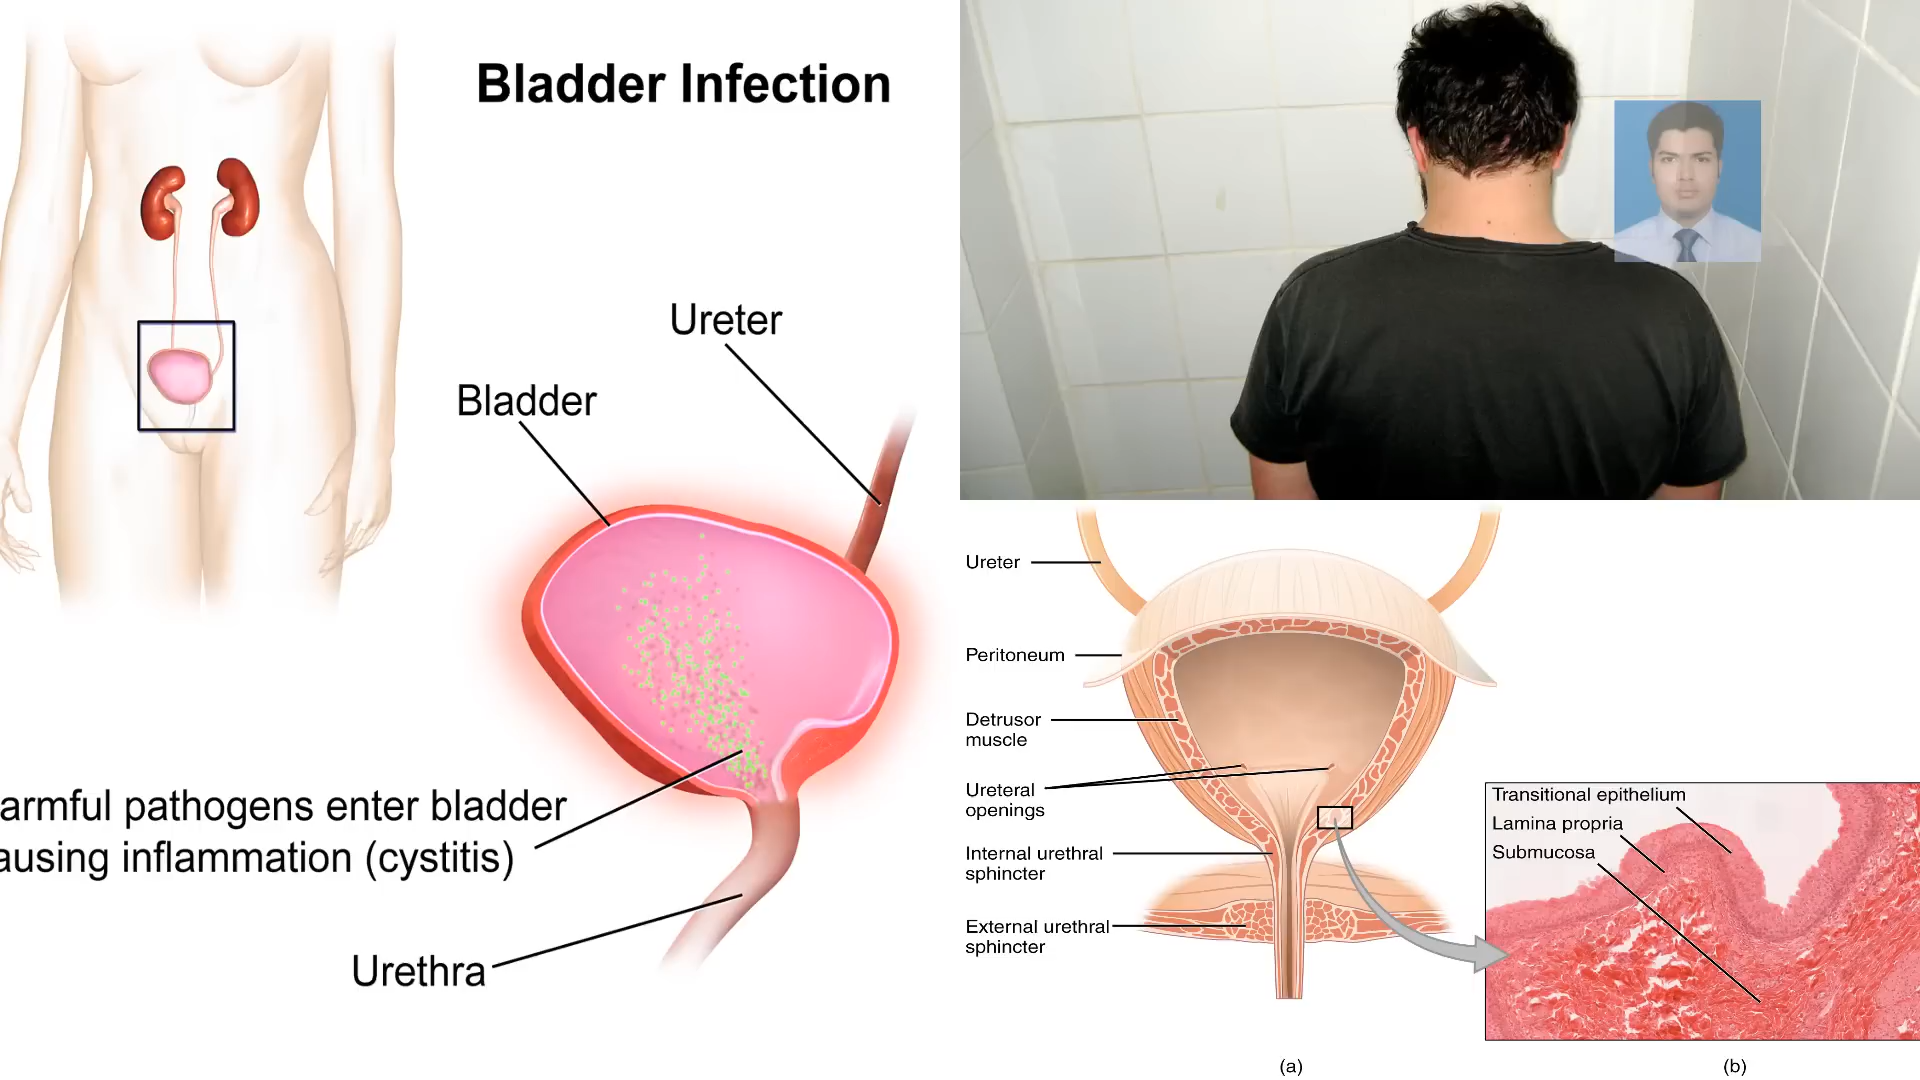 Bladder Infection
Ureter
Bladder
armful pathogens enter bladder
ausing inflammation (cystitis)
Urethra
Ureter
Peritoneum
Detrusor
muscle
Ureteral
openings
Internal urethral
sphincter
External urethral
sphincter
Transitional epithelium
Lamina propria
Submucosa
(a)
(b)